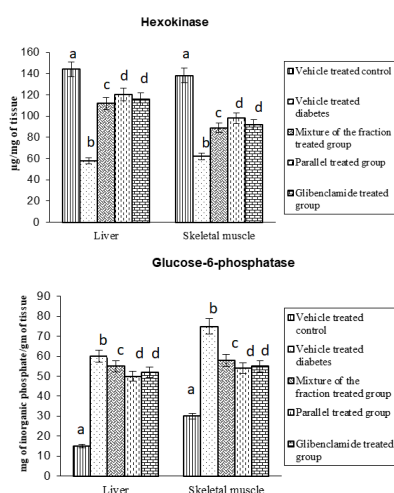 Hexokinase
µg/mg of tissue
160
140
120
100
80
60
40
20
0
a
b
c
d
d
a
b
c
d
d
Liver
Skeletal muscle
Vehicle treated control
Vehicle treated
diabetes
Mixture of the fraction
treated group
Parallel treated group
Glibenclamide treated
group
Glucose-6-phosphatase
mg of inorganic phosphate/gm of tissue
90
80
70
60
50
40
30
20
10
0
a
b
c
d
d
a
b
c
d
d
Liver
Skeletal muscle
Vehicle treated
control
Vehicle treated
diabetes
Mixture of the
fraction treated group
Parallel treated group
Glibenclamide treated
group